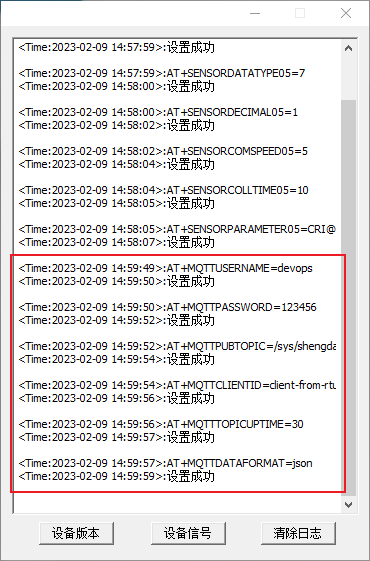 <Time:2023-02-09 14:57:59>:设置成功
<Time:2023-02-09 14:57:59>:AT+SENSORDATATYPE05=7
<Time:2023-02-09 14:58:00>:设置成功
<Time:2023-02-09 14:58:00>:AT+SENSORDECIMAL05=1
<Time:2023-02-09 14:58:02>:设置成功
<Time:2023-02-09 14:58:02>:AT+SENSORCOMSPEED05=5
<Time:2023-02-09 14:58:04>:设置成功
<Time:2023-02-09 14:58:04>:AT+SENSORCOLLTIME05=10
<Time:2023-02-09 14:58:05>:设置成功
<Time:2023-02-09 14:58:05>:AT+SENSORPARAMETER05=CRI@
<Time:2023-02-09 14:58:07>:设置成功
<Time:2023-02-09 14:59:49>:AT+MQTTUSERNAME=devops
<Time:2023-02-09 14:59:50>:设置成功
<Time:2023-02-09 14:59:50>:AT+MQTTPASSWORD=123456
<Time:2023-02-09 14:59:52>:设置成功
<Time:2023-02-09 14:59:52>:AT+MQTTPUBTOPIC=/sys/shengda
<Time:2023-02-09 14:59:54>:设置成功
<Time:2023-02-09 14:59:54>:AT+MQTTCLIENTID=client-from-rtu
<Time:2023-02-09 14:59:56>:设置成功
<Time:2023-02-09 14:59:56>:AT+MQTTTOPICUPTIME=30
<Time:2023-02-09 14:59:57>:设置成功
<Time:2023-02-09 14:59:57>:AT+MQTTDATAFORMAT=json
<Time:2023-02-09 14:59:59>:设置成功
设备版本 设备信号 清除日志